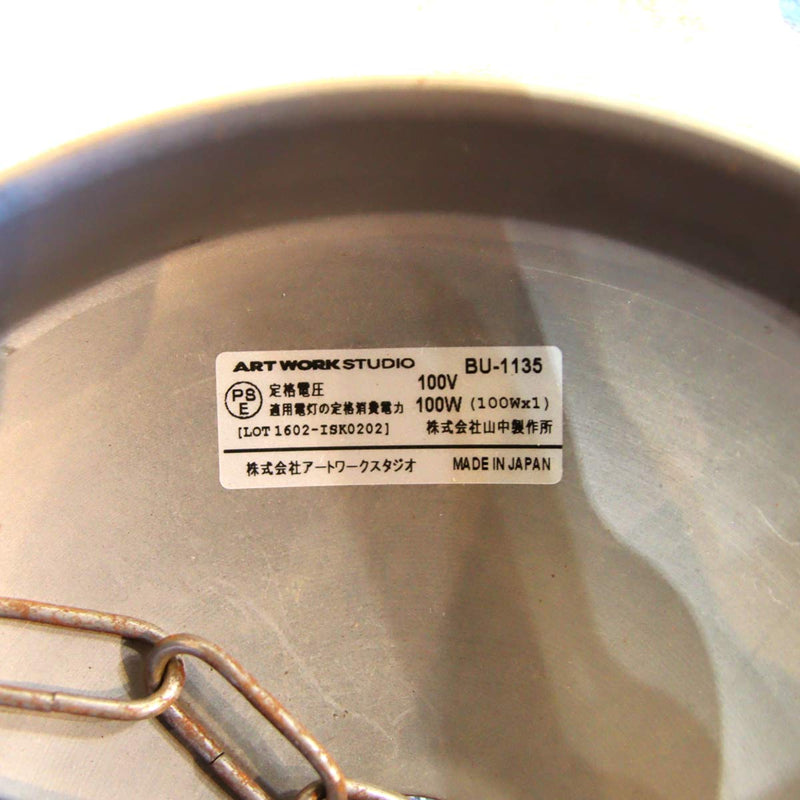 ART WORK STUDIO BU-1135
PS E 定格電圧 100V
適用電灯の定格消費電力 100W (100Wx1)
[LOT 1602-ISK0202] 株式会社山中製作所
株式会社アートワークスタジオ MADE IN JAPAN